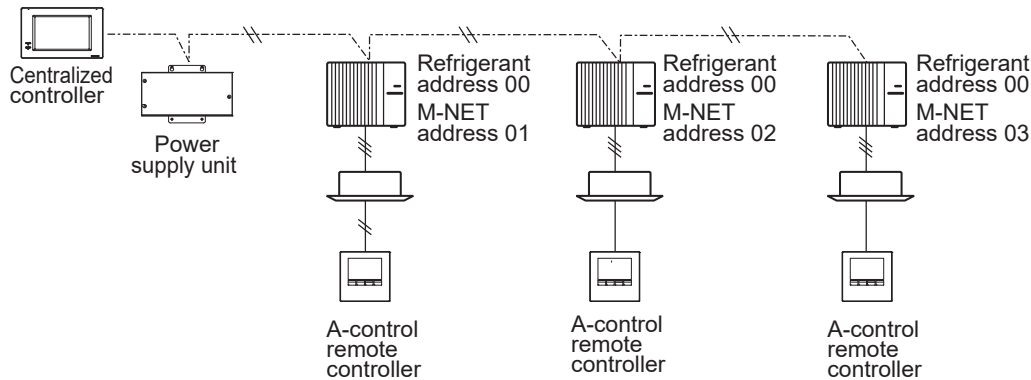 Centralized
controller
Power
supply unit
Refrigerant
address 00
M-NET
address 01
Refrigerant
address 00
M-NET
address 02
Refrigerant
address 00
M-NET
address 03
A-control
remote
controller
A-control
remote
controller
A-control
remote
controller